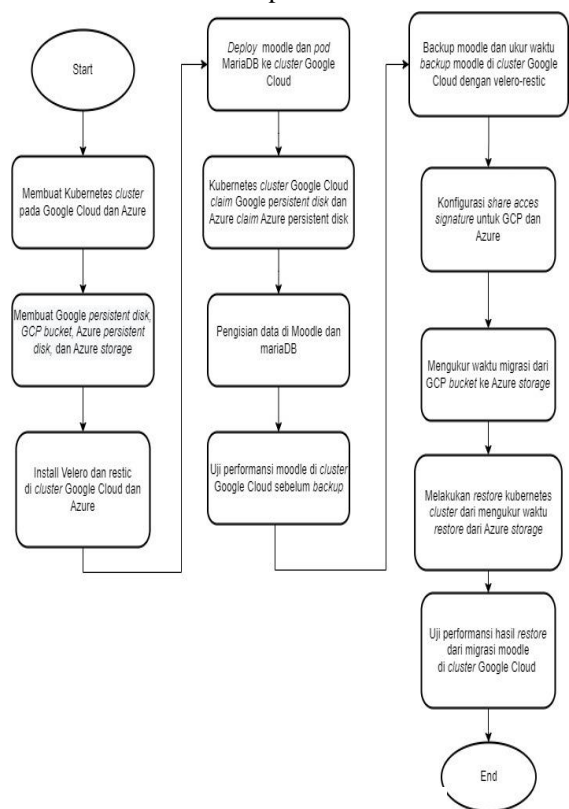 Start
Membuat Kubernetes cluster
pada Google Cloud dan Azure
Membuat Google persistent disk,
GCP bucket, Azure persistent
disk, dan Azure storage
Install Velero dan restic
di cluster Google Cloud dan
Azure
Deploy moodle dan pod
MariaDB ke cluster Google
Cloud
Kubernetes cluster Google Cloud
claim Google persistent disk dan
Azure claim Azure persistent disk
Pengisian data di Moodle dan
mariaDB
Uji performansi moodle di cluster
Google Cloud sebelum backup
Backup moodle dan ukur waktu
backup moodle di cluster Google
Cloud dengan velero-restic
Konfigurasi share acces
signature untuk GCP dan
Azure
Mengukur waktu migrasi dari
GCP bucket ke Azure storage
Melakukan restore kubernetes
cluster dari mengukur waktu
restore dari Azure storage
Uji performansi hasil restore
dari migrasi moodle
di cluster Google Cloud
End